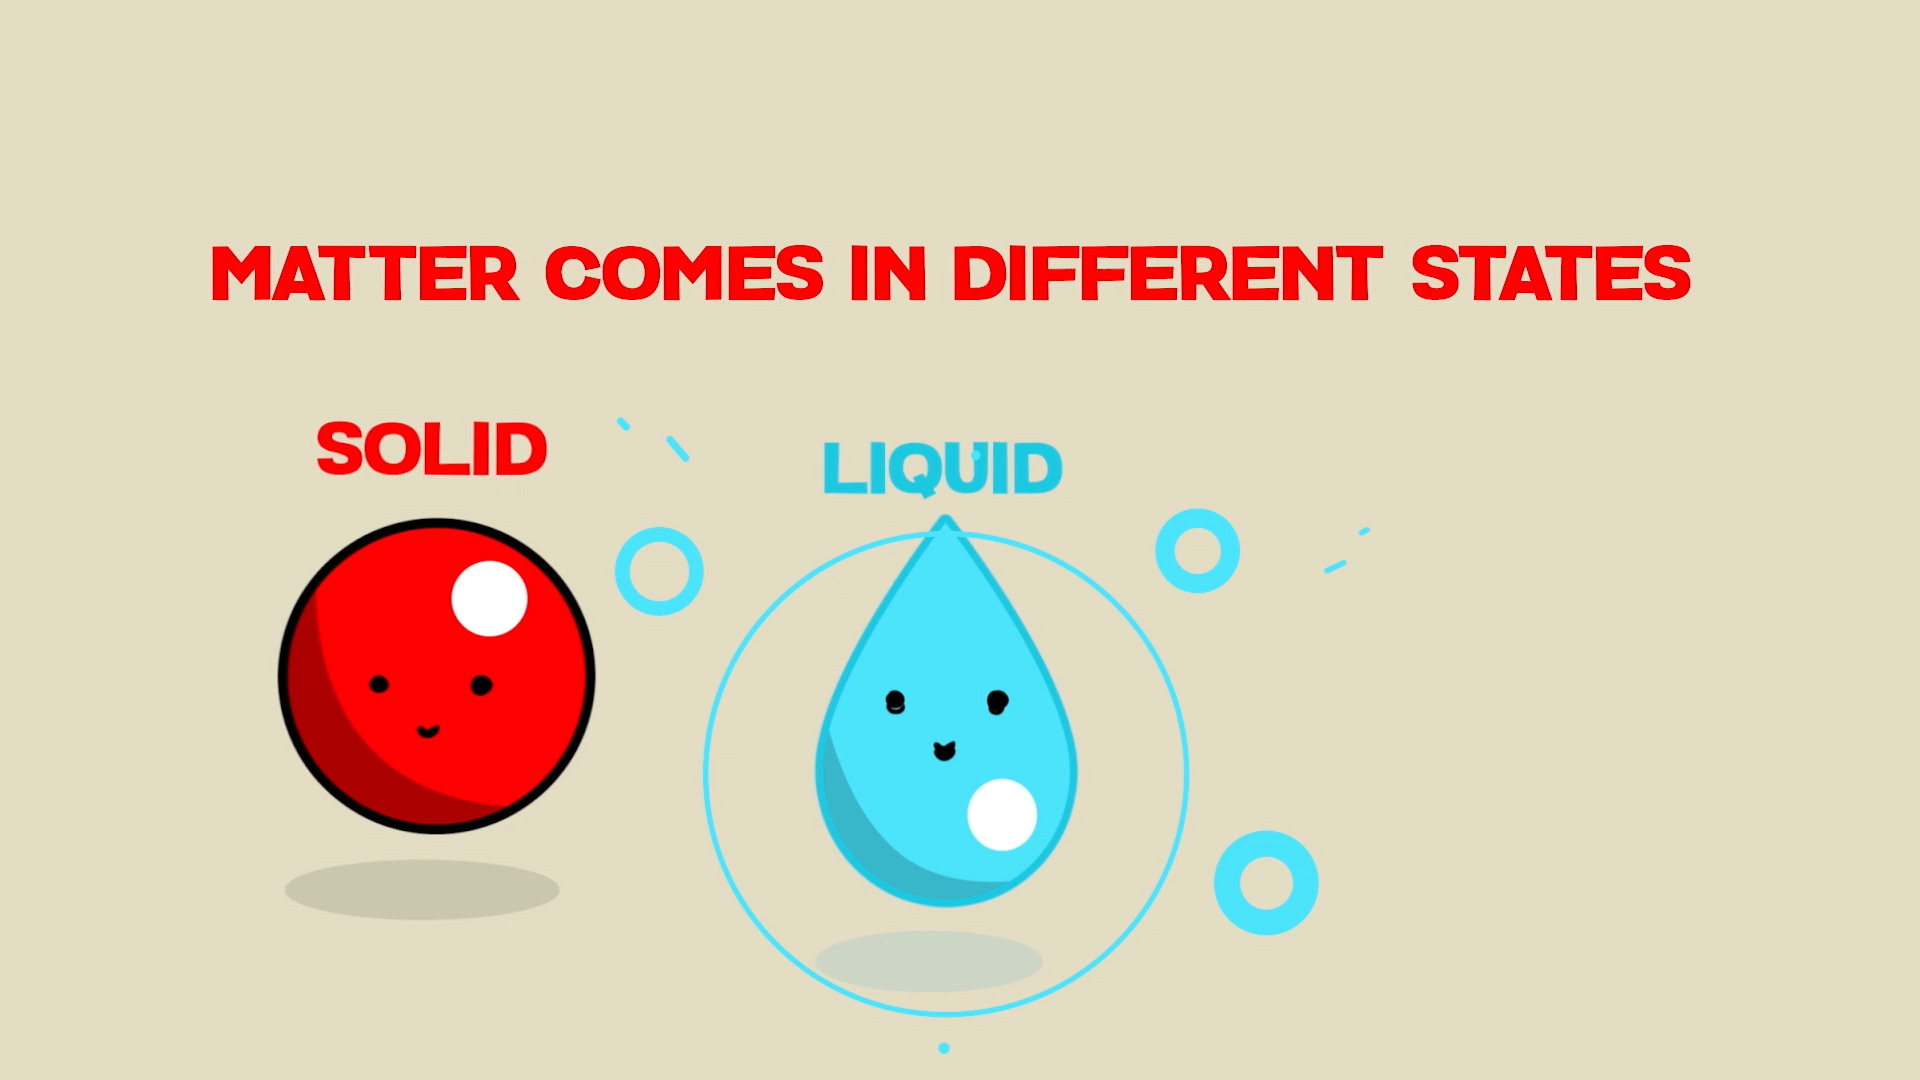 MATTER COMES IN DIFFERENT STATES
SOLID
LIQUID